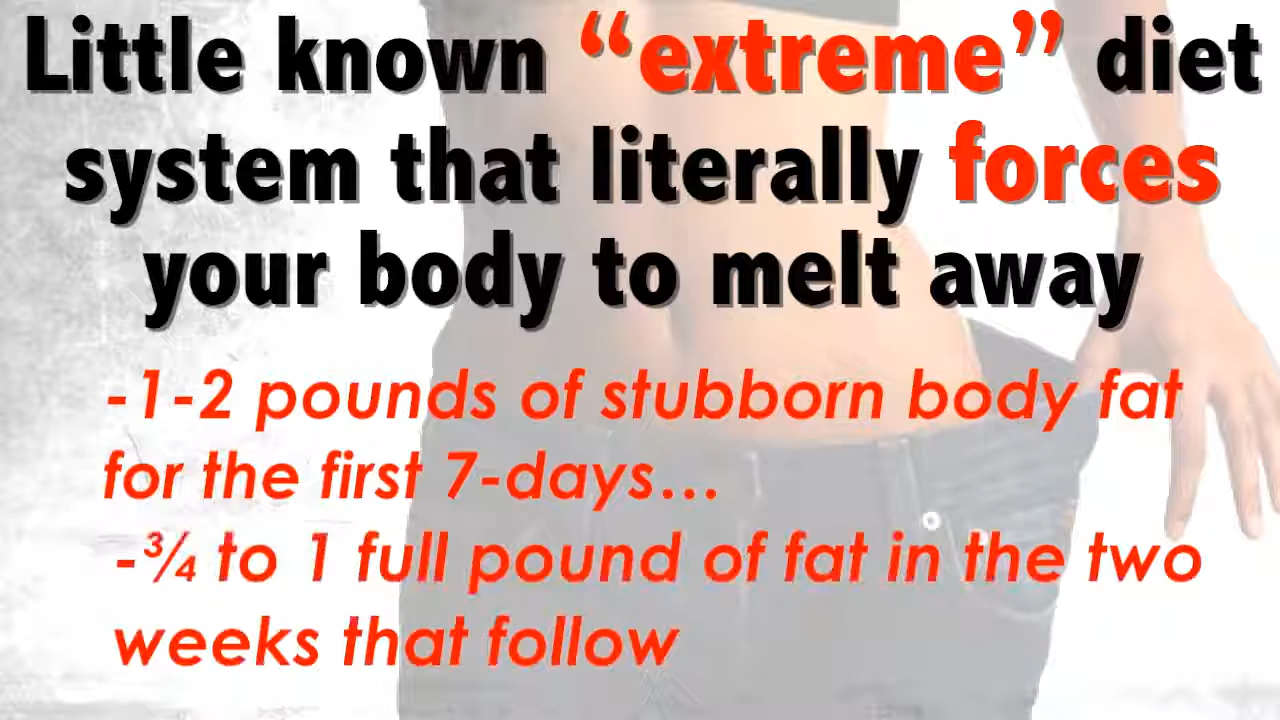 Little known “extreme” diet
system that literally forces
your body to melt away
-1-2 pounds of stubborn body fat
for the first 7-days...
-¾ to 1 full pound of fat in the two
weeks that follow